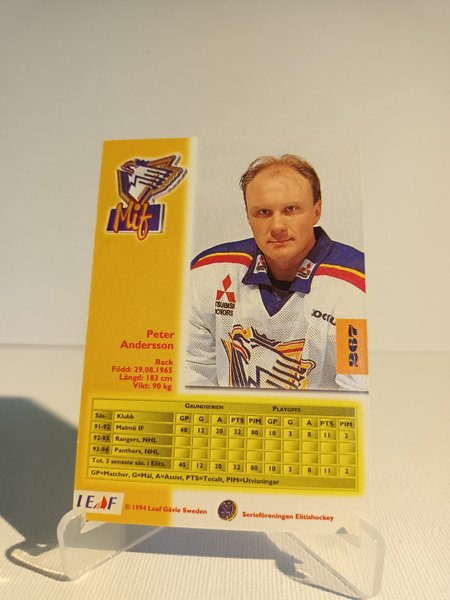 Mif
Peter
Andersson
Back
Född: 29.08.1965
Längd: 183 cm
Vikt: 90 kg
MITSUBISHI
MOTORS
GRUNDSERIEN PLAYOFFS
Säs. Klubb GP G A PTS PIM GP G A PTS PIM
91-92 Malmö IF 40 12 20 32 80 10 3 8 11 2
92-93 Rangers, NHL
93-94 Panthers, NHL
Tot. 3 senaste säs. i Elits. 40 12 20 32 80 10 3 8 11 2
GP=Matcher, G=Mål, A=Assist, PTS=Totalt, PIM=Utvisningar
LEAF © 1994 Leaf Gävle Sweden Serieföreningen Elitishockey